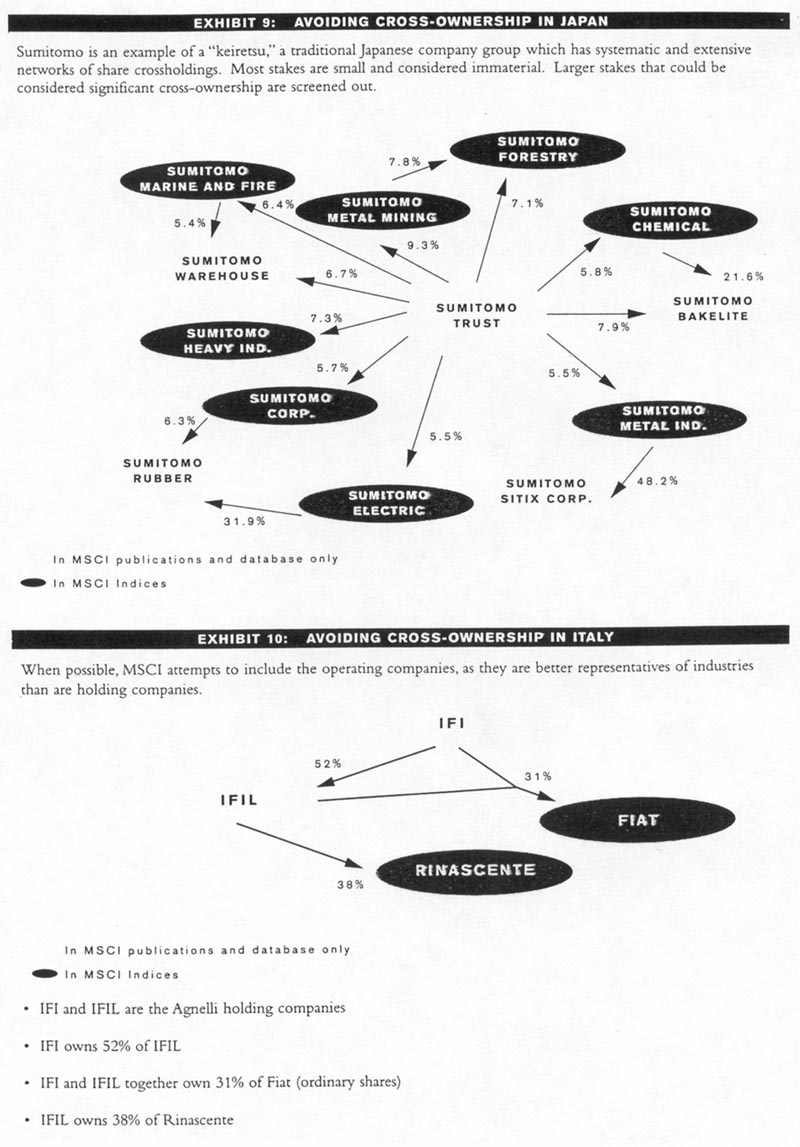 EXHIBIT 9: AVOIDING CROSS-OWNERSHIP IN JAPAN
Sumitomo is an example of a “keiretsu,” a traditional Japanese company group which has systematic and extensive
networks of share crossholdings. Most stakes are small and considered immaterial. Larger stakes that could be
considered significant cross-ownership are screened out.
SUMITOMO
FORESTRY
7.8%
SUMITOMO
MARINE AND FIRE
6.4%
SUMITOMO
METAL MINING
7.1%
SUMITOMO
CHEMICAL
5.4%
9.3%
SUMITOMO
WAREHOUSE
6.7%
5.8%
21.6%
SUMITOMO
TRUST
SUMITOMO
BAKELITE
7.3%
7.9%
SUMITOMO
HEAVY IND.
5.7%
5.5%
SUMITOMO
CORP.
6.3%
SUMITOMO
METAL IND.
5.5%
SUMITOMO
RUBBER
SUMITOMO
SITIX CORP.
48.2%
SUMITOMO
ELECTRIC
31.9%
In MSCI publications and database only
In MSCI Indices
EXHIBIT 10: AVOIDING CROSS-OWNERSHIP IN ITALY
When possible, MSCI attempts to include the operating companies, as they are better representatives of industries
than are holding companies.
IFI
52%
31%
IFIL
FIAT
RINASCENTE
38%
In MSCI publications and database only
In MSCI Indices
• IFI and IFIL are the Agnelli holding companies
• IFI owns 52% of IFIL
• IFI and IFIL together own 31% of Fiat (ordinary shares)
• IFIL owns 38% of Rinascente